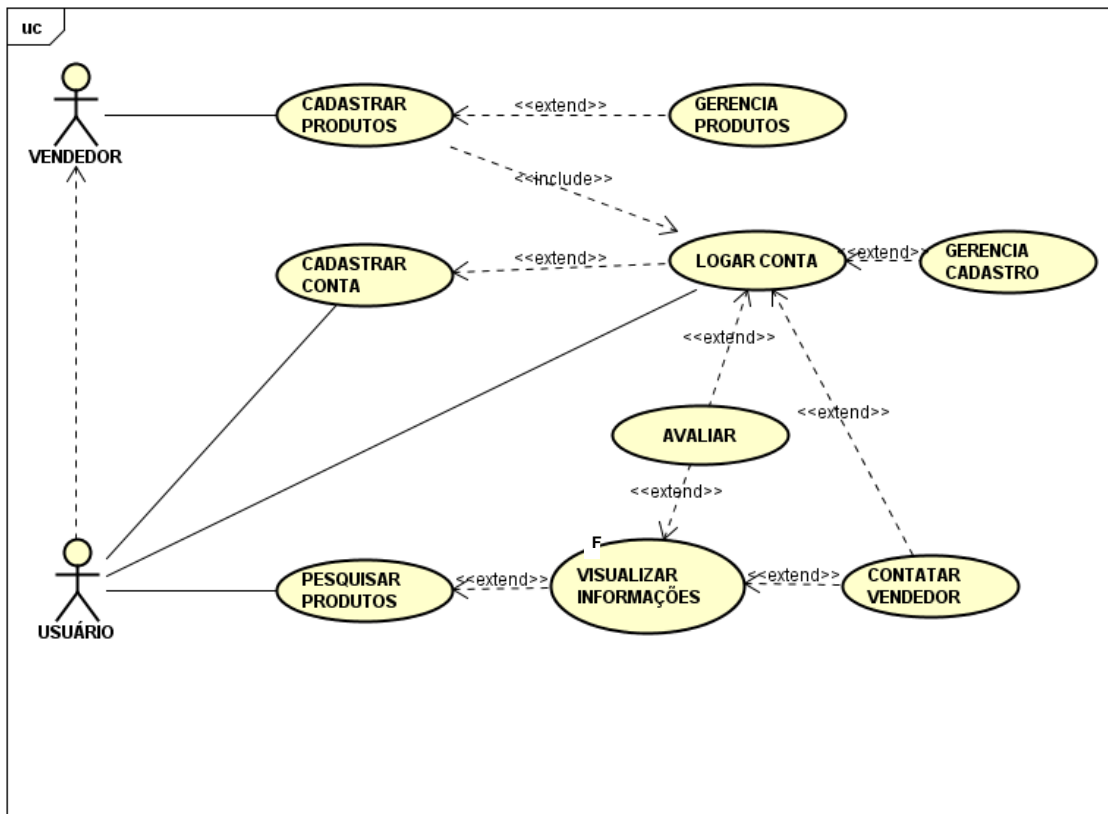 uc
CADASTRAR
PRODUTOS
<<extend>>
GERENCIA
PRODUTOS
VENDEDOR
<<include>>
CADASTRAR
CONTA
<<extend>>
LOGAR CONTA
<<extend>>
GERENCIA
CADASTRO
<<extend>>
<<extend>>
AVALIAR
<<extend>>
F
PESQUISAR
PRODUTOS
<<extend>>
VISUALIZAR
INFORMAÇÕES
<<extend>>
CONTATAR
VENDEDOR
USUÁRIO